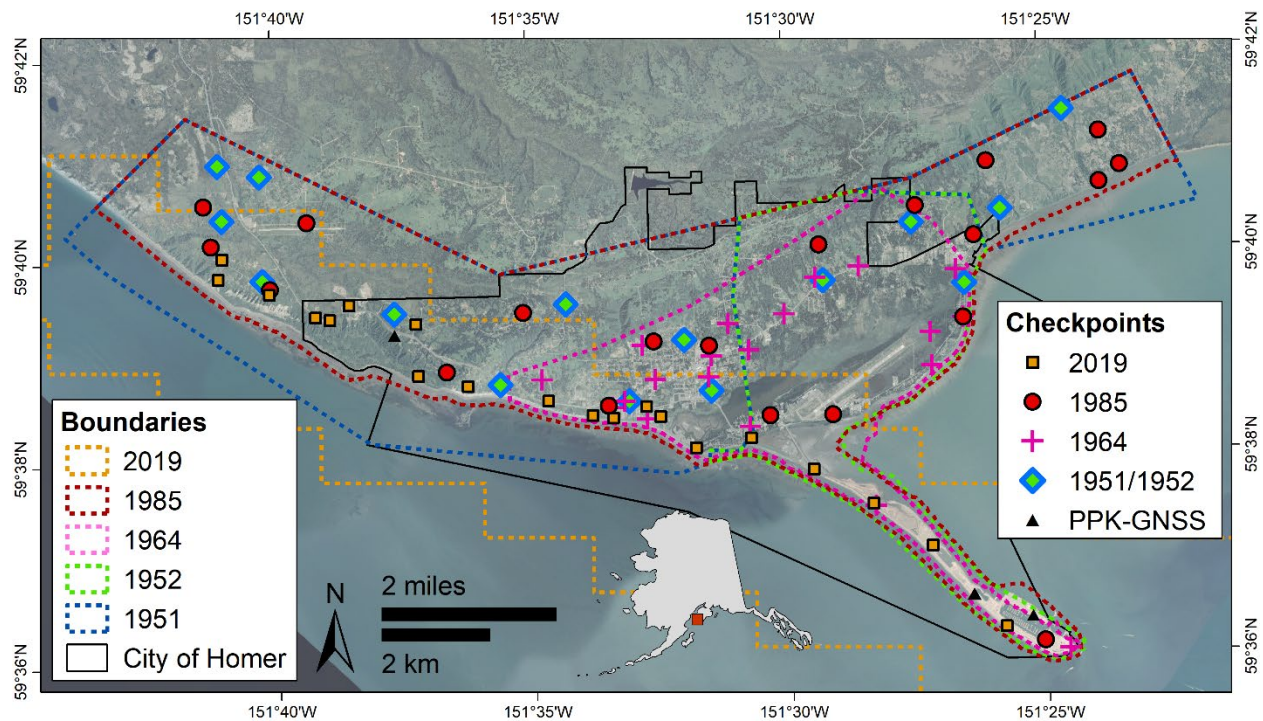 151°40'W 151°35'W 151°30'W 151°25'W
59°42'N
59°42'N
59°40'N
59°40'N
59°38'N
59°38'N
59°36'N
59°36'N
Checkpoints
2019
1985
1964
1951/1952
PPK-GNSS
Boundaries
2019
1985
1964
1952
1951
City of Homer
N
2 miles
2 km
151°40'W 151°35'W 151°30'W 151°25'W